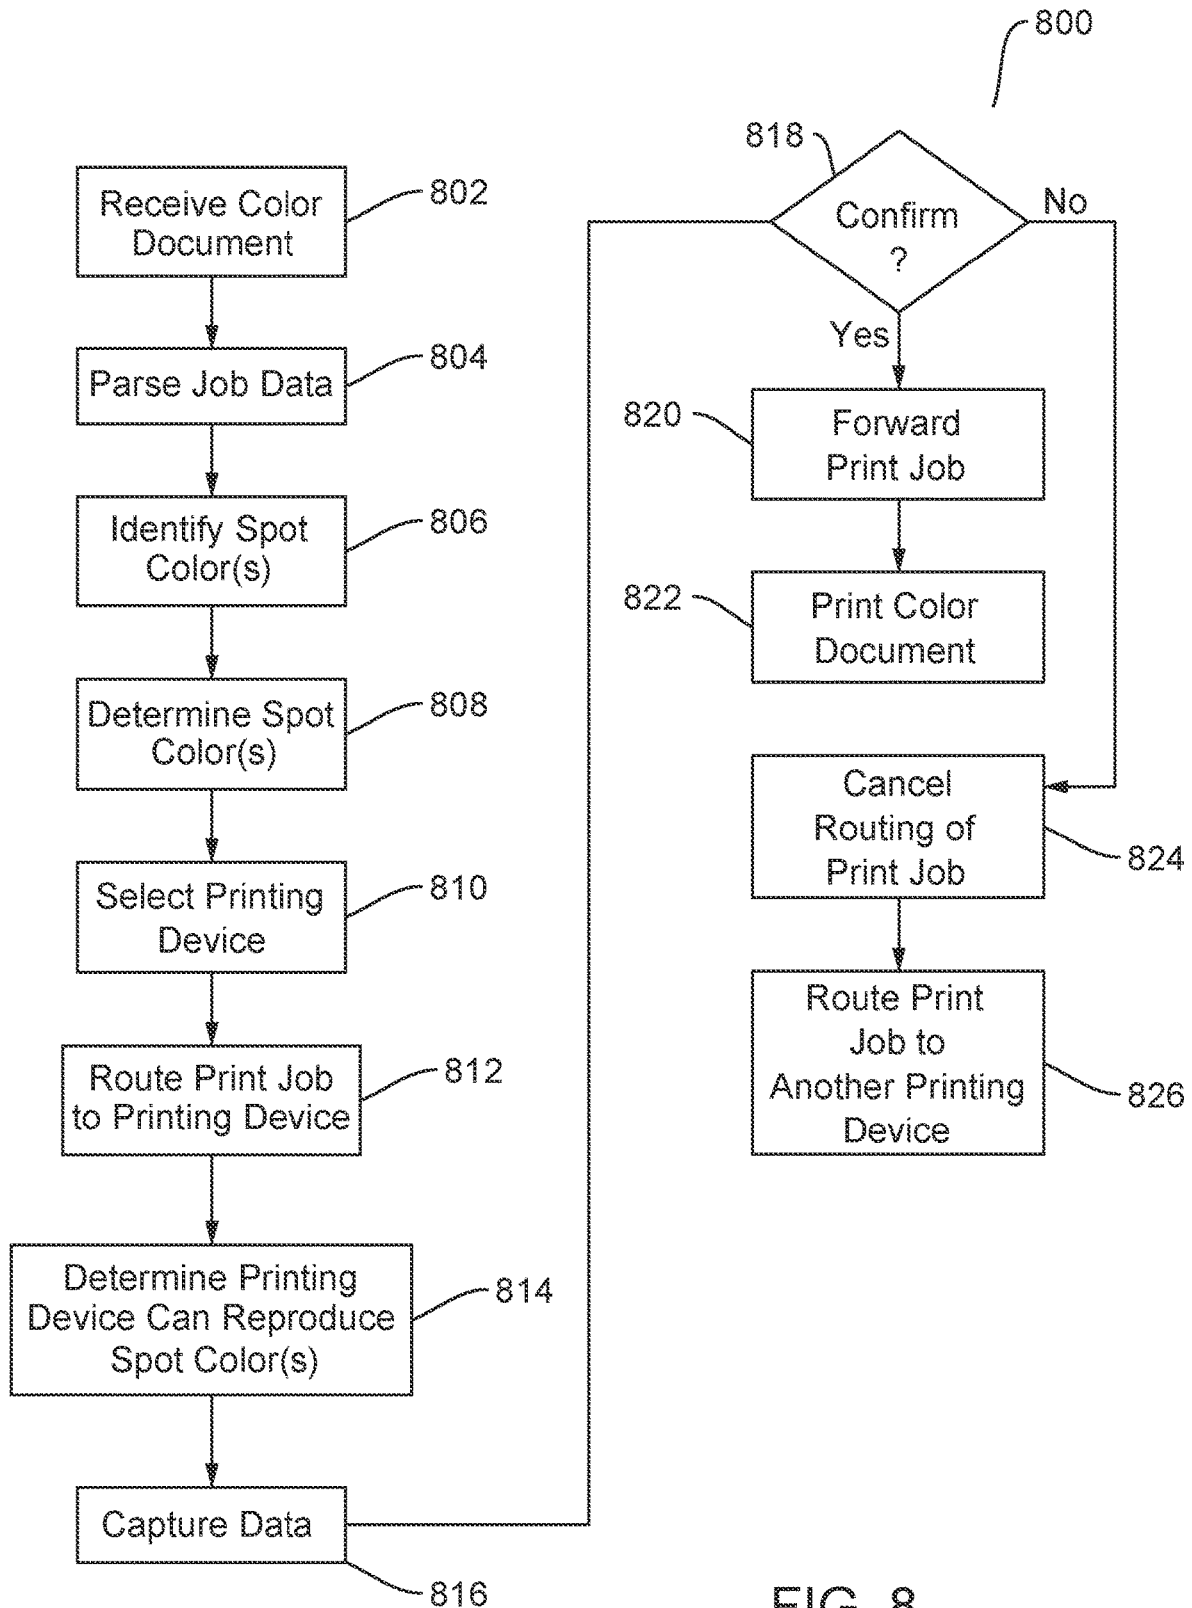 800
Receive Color
Document
802
Parse Job Data
804
Identify Spot
Color(s)
806
Determine Spot
Color(s)
808
Select Printing
Device
810
Route Print Job
to Printing Device
812
Determine Printing
Device Can Reproduce
Spot Color(s)
814
Capture Data
816
818
Confirm
?
No
Yes
820
Forward
Print Job
822
Print Color
Document
Cancel
Routing of
Print Job
824
Route Print
Job to
Another Printing
Device
826
FIG. 8